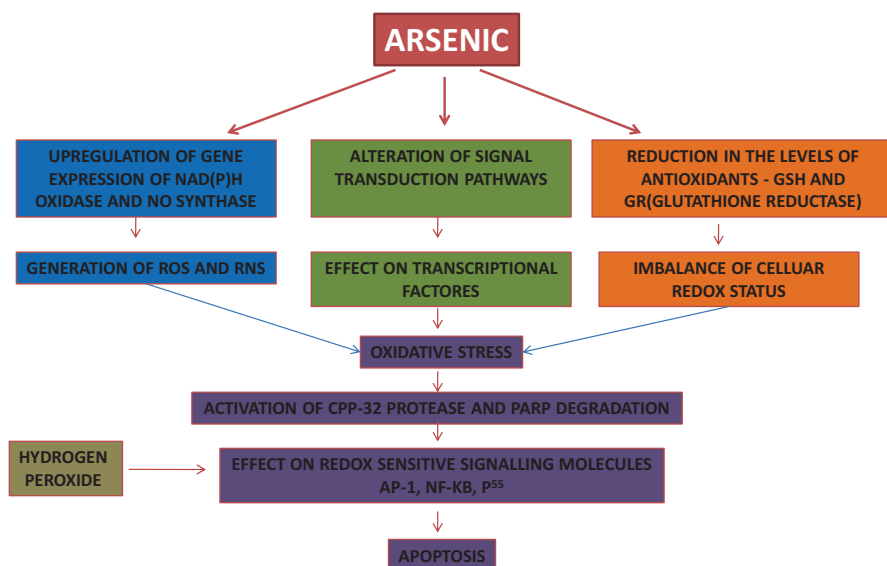 ARSENIC
UPREGULATION OF GENE
EXPRESSION OF NAD(P)H
OXIDASE AND NO SYNTHASE
ALTERATION OF SIGNAL
TRANSDUCTION PATHWAYS
REDUCTION IN THE LEVELS OF
ANTIOXIDANTS - GSH AND
GR(GLUTATHIONE REDUCTASE)
GENERATION OF ROS AND RNS
EFFECT ON TRANSCRIPTIONAL
FACTORES
IMBALANCE OF CELLUAR
REDOX STATUS
OXIDATIVE STRESS
ACTIVATION OF CPP-32 PROTEASE AND PARP DEGRADATION
HYDROGEN
PEROXIDE
EFFECT ON REDOX SENSITIVE SIGNALLING MOLECULES
AP-1, NF-KB, P⁵⁵
APOPTOSIS